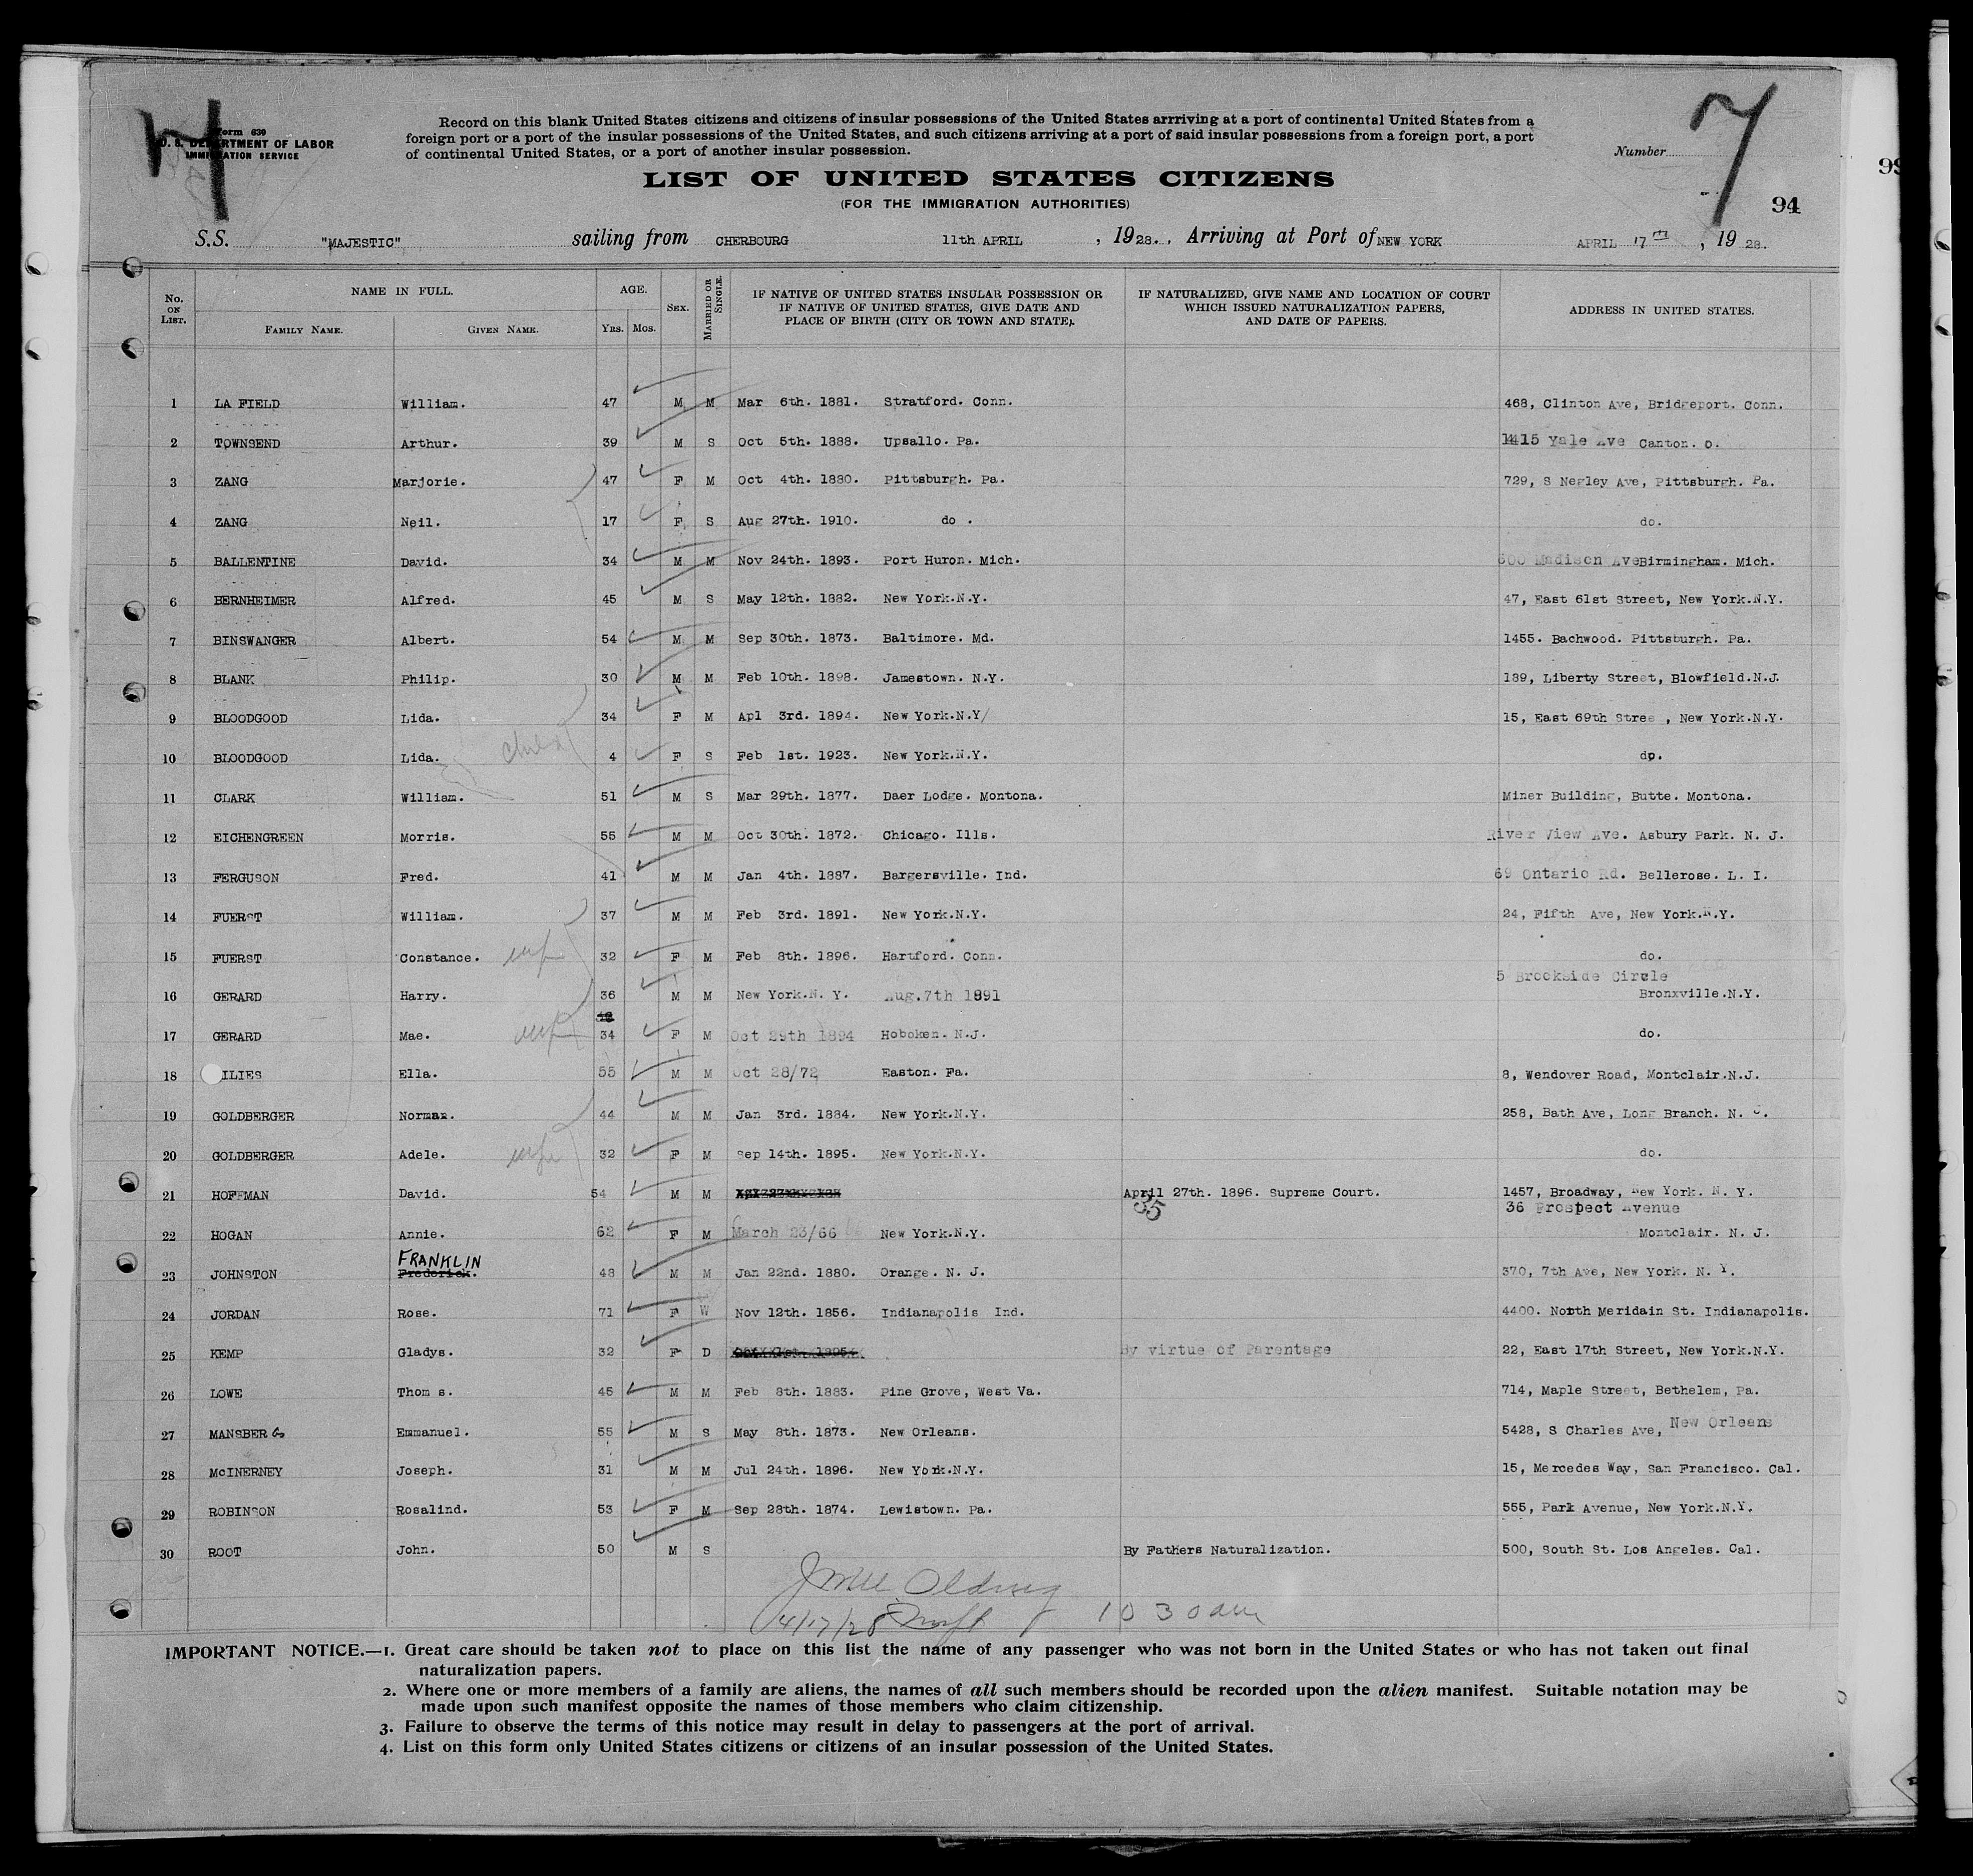 Form 630
U. S. DEPARTMENT OF LABOR
IMMIGRATION SERVICE
Record on this blank United States citizens and citizens of insular possessions of the United States arrriving at a port of continental United States from a
foreign port or a port of the insular possessions of the United States, and such citizens arriving at a port of said insular possessions from a foreign port, a port
of continental United States, or a port of another insular possession.
Number
7
94
LIST OF UNITED STATES CITIZENS
(FOR THE IMMIGRATION AUTHORITIES)
S.S. "MAJESTIC" sailing from CHERBOURG 11th APRIL , 1928. , Arriving at Port of NEW YORK APRIL 17th , 1928.
No. ON LIST. NAME IN FULL. FAMILY NAME. GIVEN NAME. AGE. YRS. MOS. SEX. MARRIED OR SINGLE. IF NATIVE OF UNITED STATES INSULAR POSSESSION OR IF NATIVE OF UNITED STATES, GIVE DATE AND PLACE OF BIRTH (CITY OR TOWN AND STATE). IF NATURALIZED, GIVE NAME AND LOCATION OF COURT WHICH ISSUED NATURALIZATION PAPERS, AND DATE OF PAPERS. ADDRESS IN UNITED STATES.
1 LA FIELD William. 47 M M Mar 6th. 1881. Stratford. Conn. 468, Clinton Ave, Bridgeport. Conn.
2 TOWNSEND Arthur. 39 M S Oct 5th. 1888. Upsallo. Pa. 1415 Yale Ave Canton. O.
3 ZANG Marjorie. 47 F M Oct 4th. 1880. Pittsburgh. Pa. 729, S Negley Ave, Pittsburgh. Pa.
4 ZANG Neil. 17 F S Aug 27th. 1910. do . do.
5 BALLENTINE David. 34 M M Nov 24th. 1893. Port Huron. Mich. 600 Madison Ave Birmingham. Mich.
6 BERNHEIMER Alfred. 45 M S May 12th. 1882. New York.N.Y. 47, East 61st Street, New York.N.Y.
7 BINSWANGER Albert. 54 M M Sep 30th. 1873. Baltimore. Md. 1455. Bachwood. Pittsburgh. Pa.
8 BLANK Philip. 30 M M Feb 10th. 1898. Jamestown. N.Y. 189, Liberty Street, Blowfield.N.J.
9 BLOODGOOD Lida. 34 F M Apl 3rd. 1894. New York.N.Y/ 15, East 69th Stree , New York.N.Y.
10 BLOODGOOD Lida. child 4 F S Feb 1st. 1923. New York.N.Y. do.
11 CLARK William. 51 M S Mar 29th. 1877. Daer Lodge. Montona. Miner Building, Butte. Montona.
12 EICHENGREEN Morris. 55 M M Oct 30th. 1872. Chicago. Ills. River View Ave. Asbury Park. N. J.
13 FERGUSON Fred. 41 M M Jan 4th. 1887. Bargersville. Ind. 69 Ontario Rd. Bellerose. L. I.
14 FUERST William. 37 M M Feb 3rd. 1891. New York.N.Y. 24, Fifth Ave, New York.N.Y.
15 FUERST Constance. wife 32 F M Feb 8th. 1896. Hartford. Conn. do.
5 Brookside Circle
16 GERARD Harry. 36 M M New York.N. Y. Aug.7th 1891 Bronxville.N.Y.
17 GERARD Mae. wife 34 F M Oct 29th 1894 Hoboken. N.J. do.
18 ILIES Ella. 55 M M Oct 28/72 Easton. Pa. 8, Wendover Road, Montclair.N.J.
19 GOLDBERGER Norman. 44 M M Jan 3rd. 1884. New York.N.Y. 258, Bath Ave, Long Branch. N. J.
20 GOLDBERGER Adele. wife 32 F M Sep 14th. 1895. New York.N.Y. do.
21 HOFFMAN David. 54 M M April 27th. 1896. Supreme Court. 1457, Broadway, New York. N. Y.
35
36 Prospect Avenue
22 HOGAN Annie. 62 F M March 23/66 New York.N.Y. Montclair. N. J.
FRANKLIN
23 JOHNSTON Frederick. 48 M M Jan 22nd. 1880. Orange. N. J. 370, 7th Ave, New York. N. Y.
24 JORDAN Rose. 71 F W Nov 12th. 1856. Indianapolis Ind. 4400. North Meridain St. Indianapolis.
25 KEMP Gladys. 32 F D By virtue of Parentage 22, East 17th Street, New York.N.Y.
26 LOWE Thom s. 45 M M Feb 8th. 1883. Pine Grove, West Va. 714, Maple Street, Bethelem, Pa.
27 MANSBERG Emmanuel. 55 M S May 8th. 1873. New Orleans. 5428, S Charles Ave, New Orleans
28 McINERNEY Joseph. 31 M M Jul 24th. 1896. New York.N.Y. 15, Mercedes Way, San Francisco. Cal.
29 ROBINSON Rosalind. 53 F M Sep 28th. 1874. Lewistown. Pa. 555, Park Avenue, New York.N.Y.
30 ROOT John. 50 M S By Fathers Naturalization. 500, South St. Los Angeles. Cal.
4/17/28 10 30 am
IMPORTANT NOTICE.—1. Great care should be taken not to place on this list the name of any passenger who was not born in the United States or who has not taken out final
naturalization papers.
2. Where one or more members of a family are aliens, the names of all such members should be recorded upon the alien manifest. Suitable notation may be
made upon such manifest opposite the names of those members who claim citizenship.
3. Failure to observe the terms of this notice may result in delay to passengers at the port of arrival.
4. List on this form only United States citizens or citizens of an insular possession of the United States.